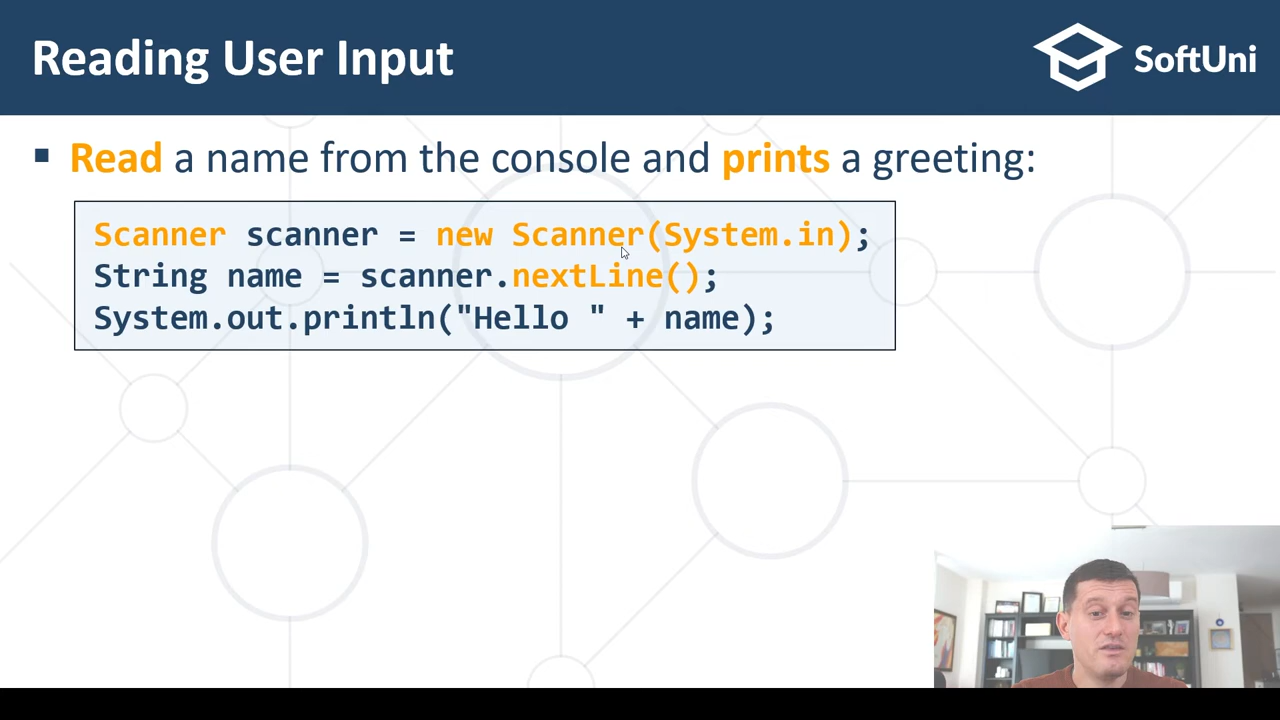 Reading User Input
SoftUni
▪ Read a name from the console and prints a greeting:
Scanner scanner = new Scanner(System.in);
String name = scanner.nextLine();
System.out.println("Hello " + name);